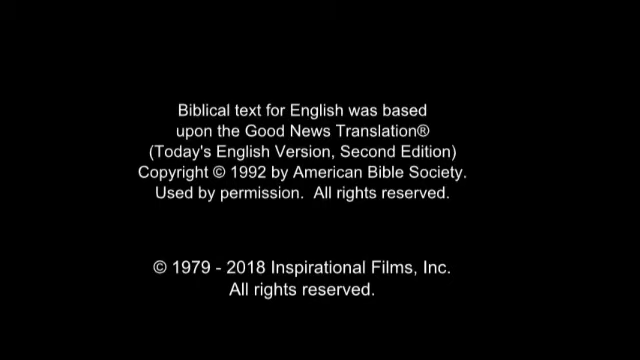 Biblical text for English was based
upon the Good News Translation®
(Today's English Version, Second Edition)
Copyright © 1992 by American Bible Society.
Used by permission.  All rights reserved.
© 1979 - 2018 Inspirational Films, Inc.
All rights reserved.